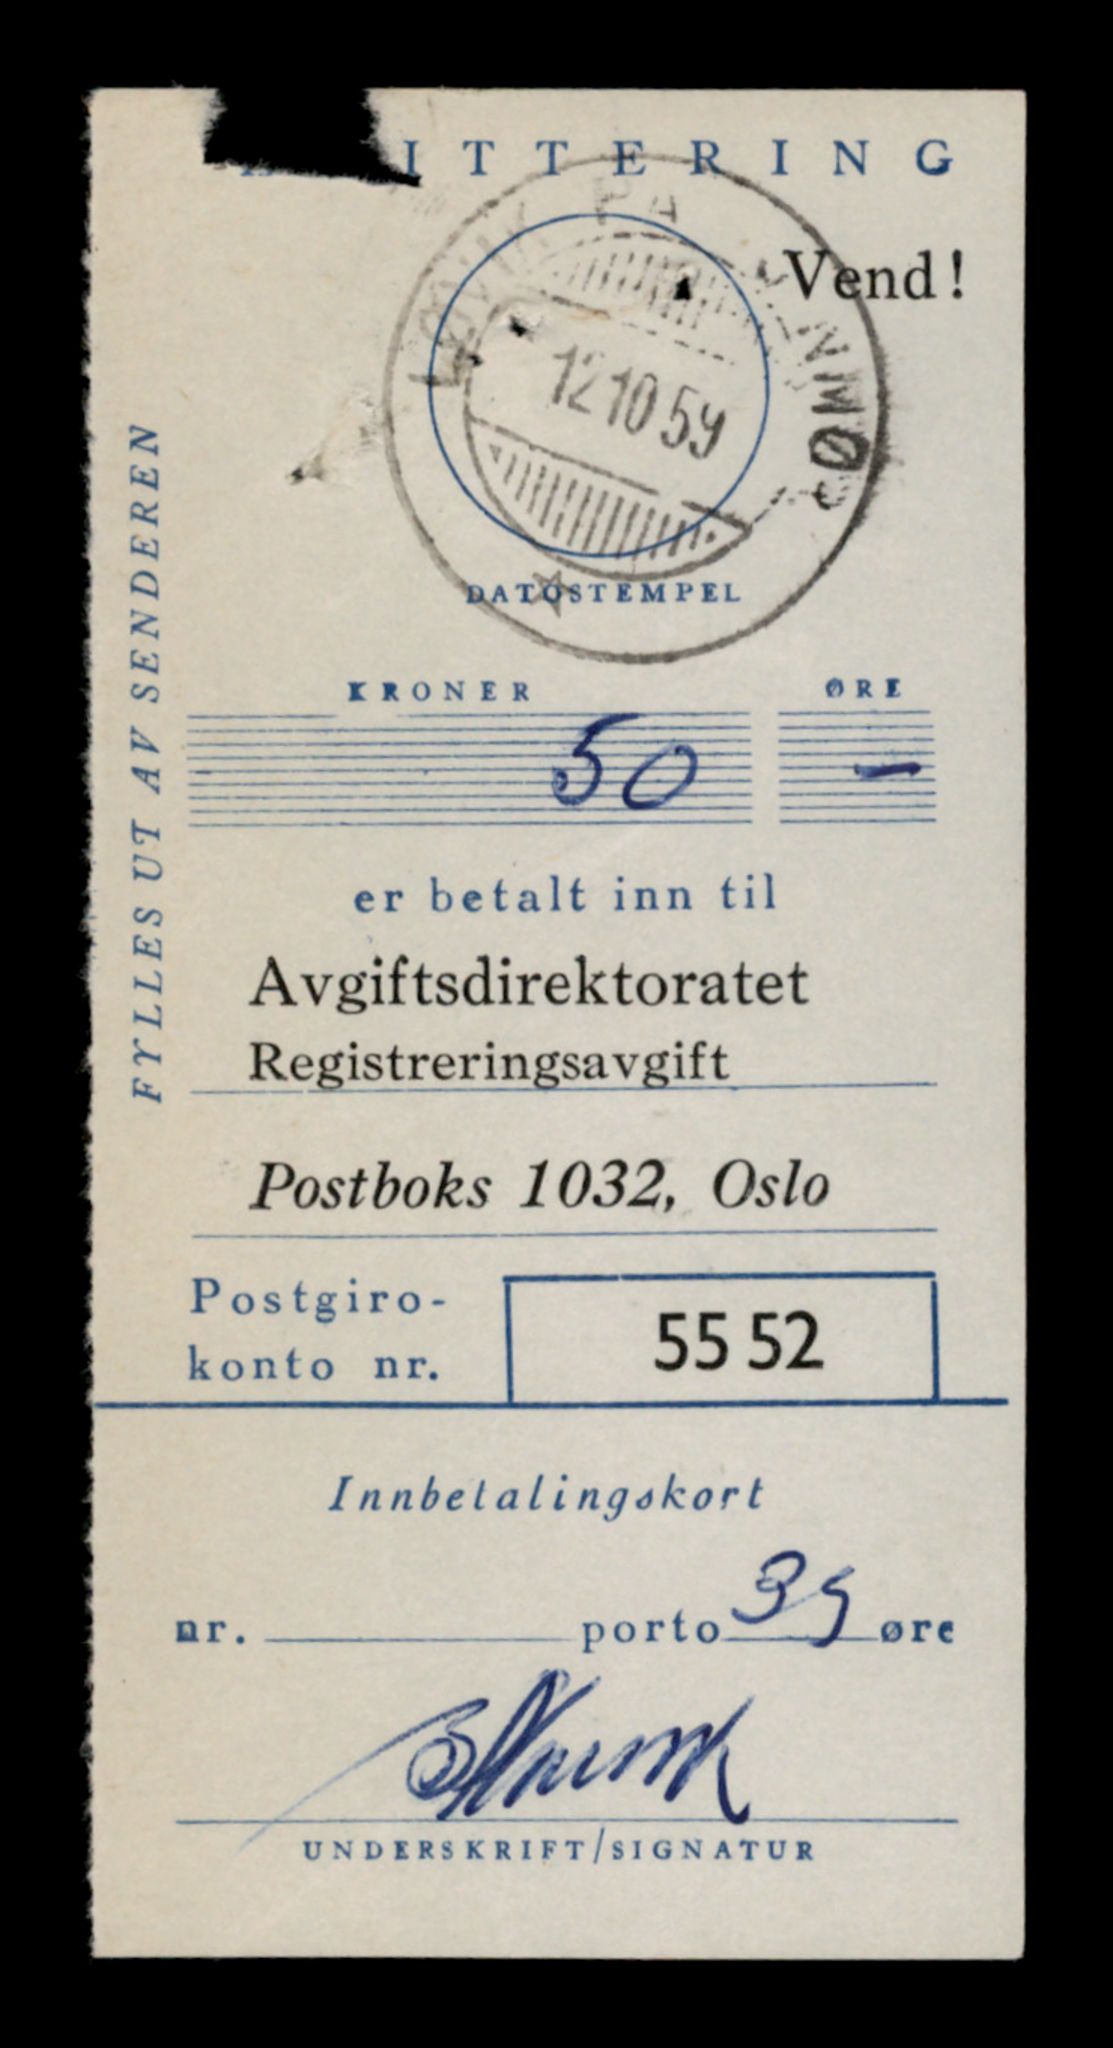 ITTERING
Vend!
PÅ
12 10 59
DATOSTEMPEL
FYLLES UT AV SENDEREN
KRONER ØRE
50 –
er betalt inn til
Avgiftsdirektoratet
Registreringsavgift
Postboks 1032, Oslo
Postgiro-
konto nr. 55 52
Innbetalingskort
nr. porto 35 øre
UNDERSKRIFT/SIGNATUR